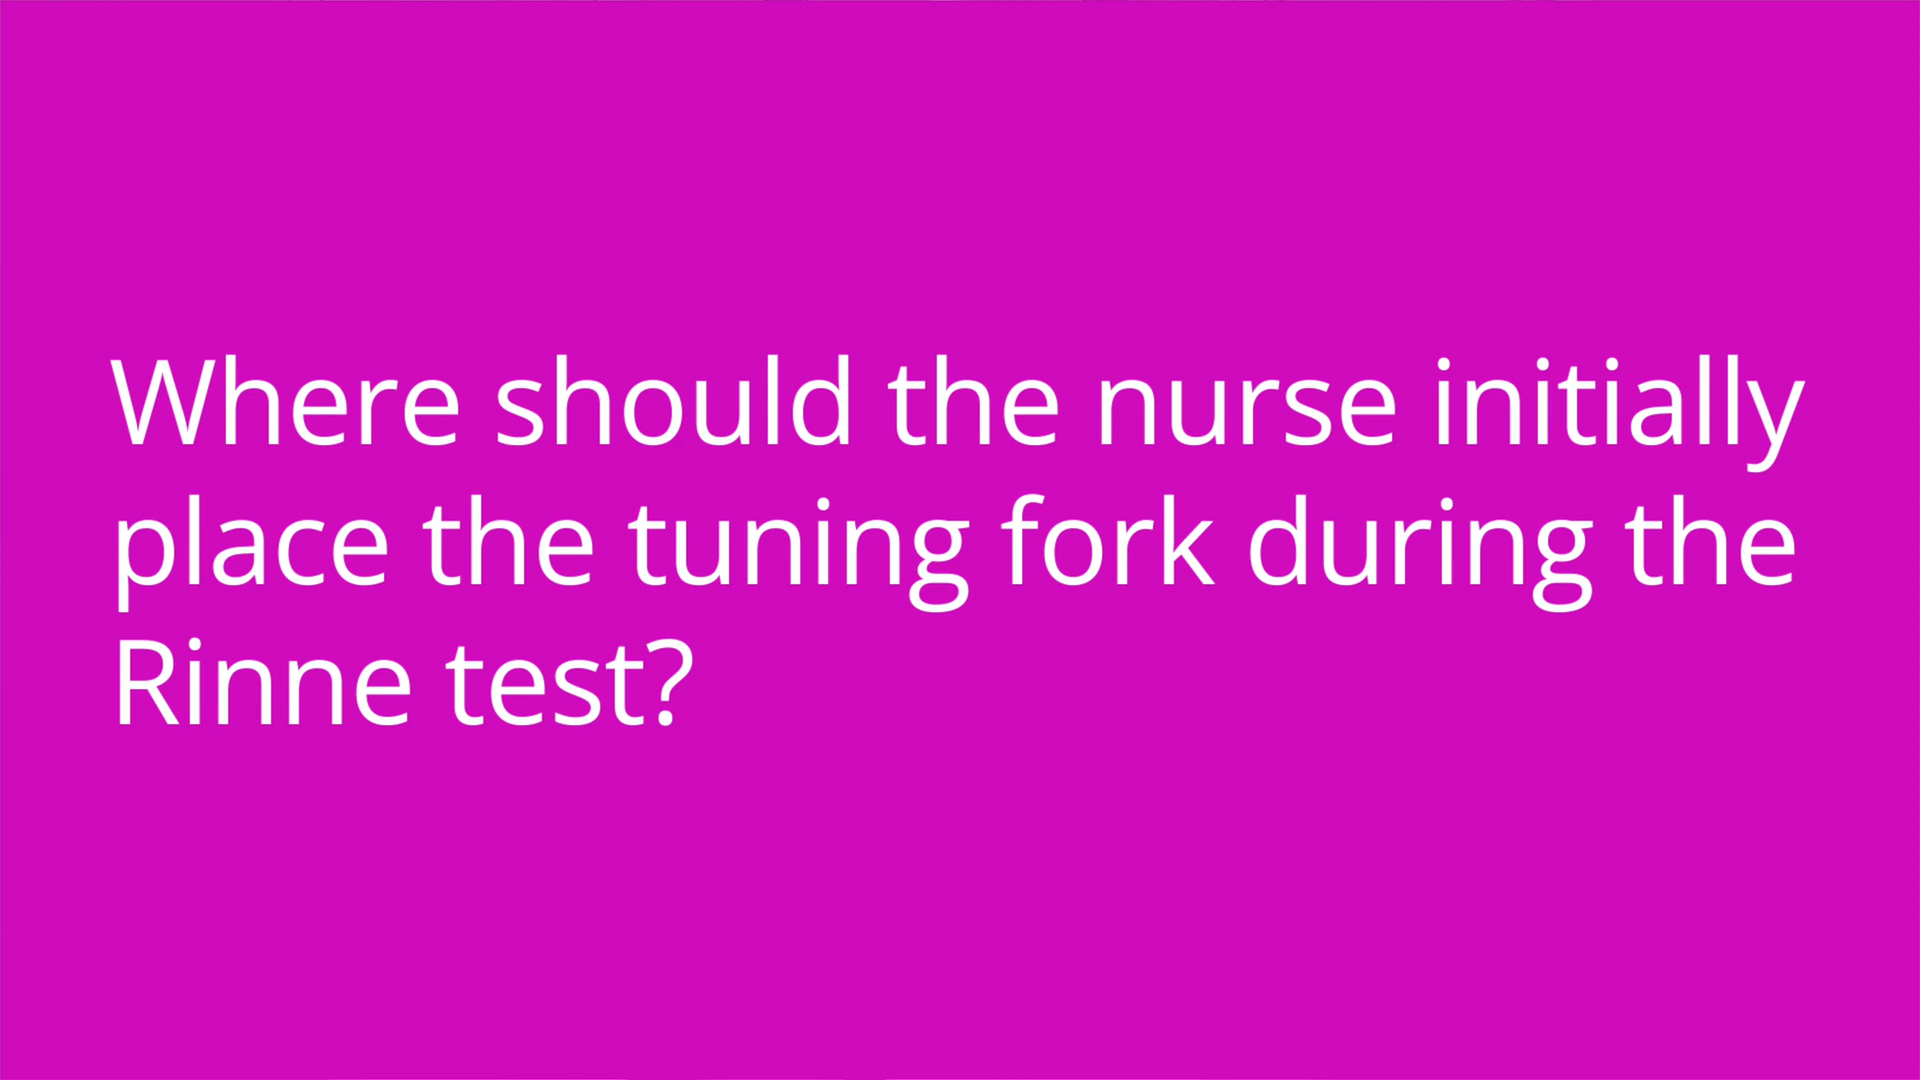 Where should the nurse initially
place the tuning fork during the
Rinne test?